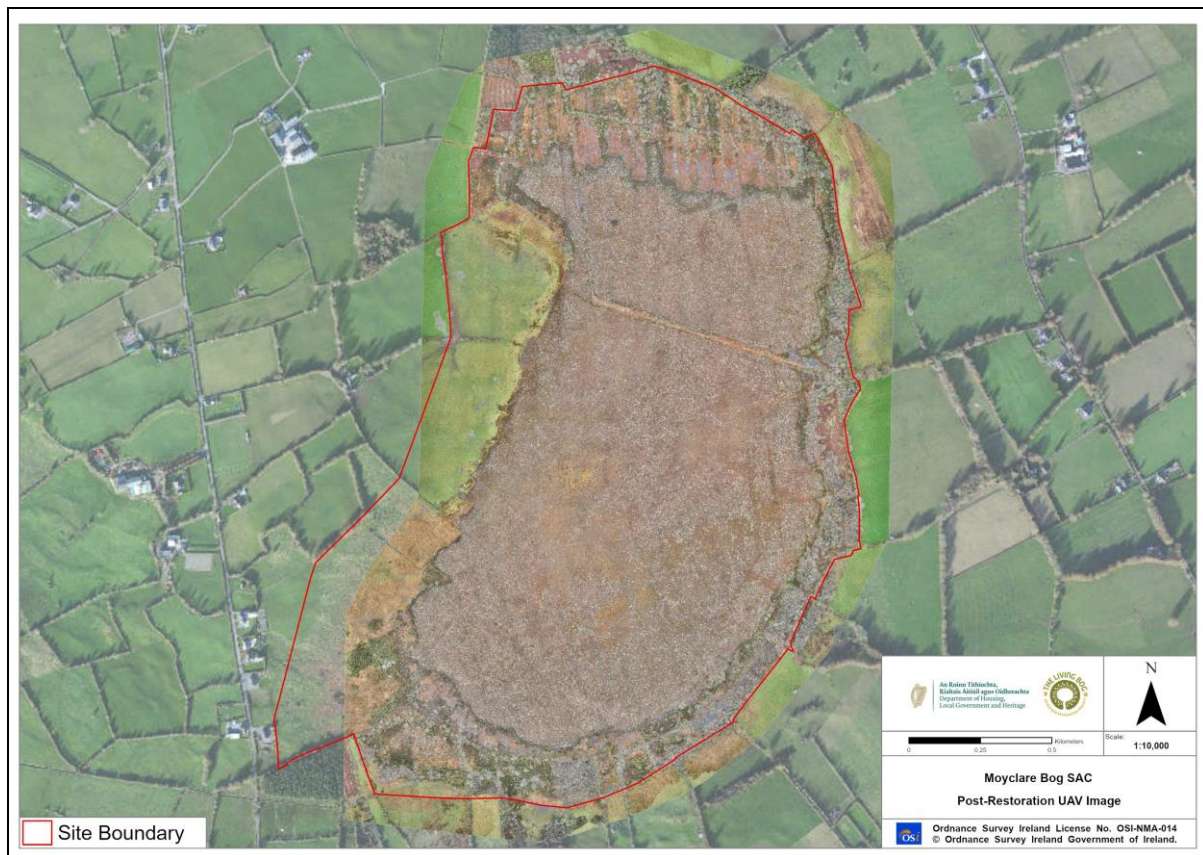 An Roinn Tithíochta,
Rialtais Áitiúil agus Oidhreachta
Department of Housing,
Local Government and Heritage
THE LIVING BOG
N
Kilometers
0 0.25 0.5
Scale:
1:10,000
Moyclare Bog SAC
Post-Restoration UAV Image
Site Boundary
OSi
Ordnance Survey Ireland License No. OSI-NMA-014
© Ordnance Survey Ireland Government of Ireland.